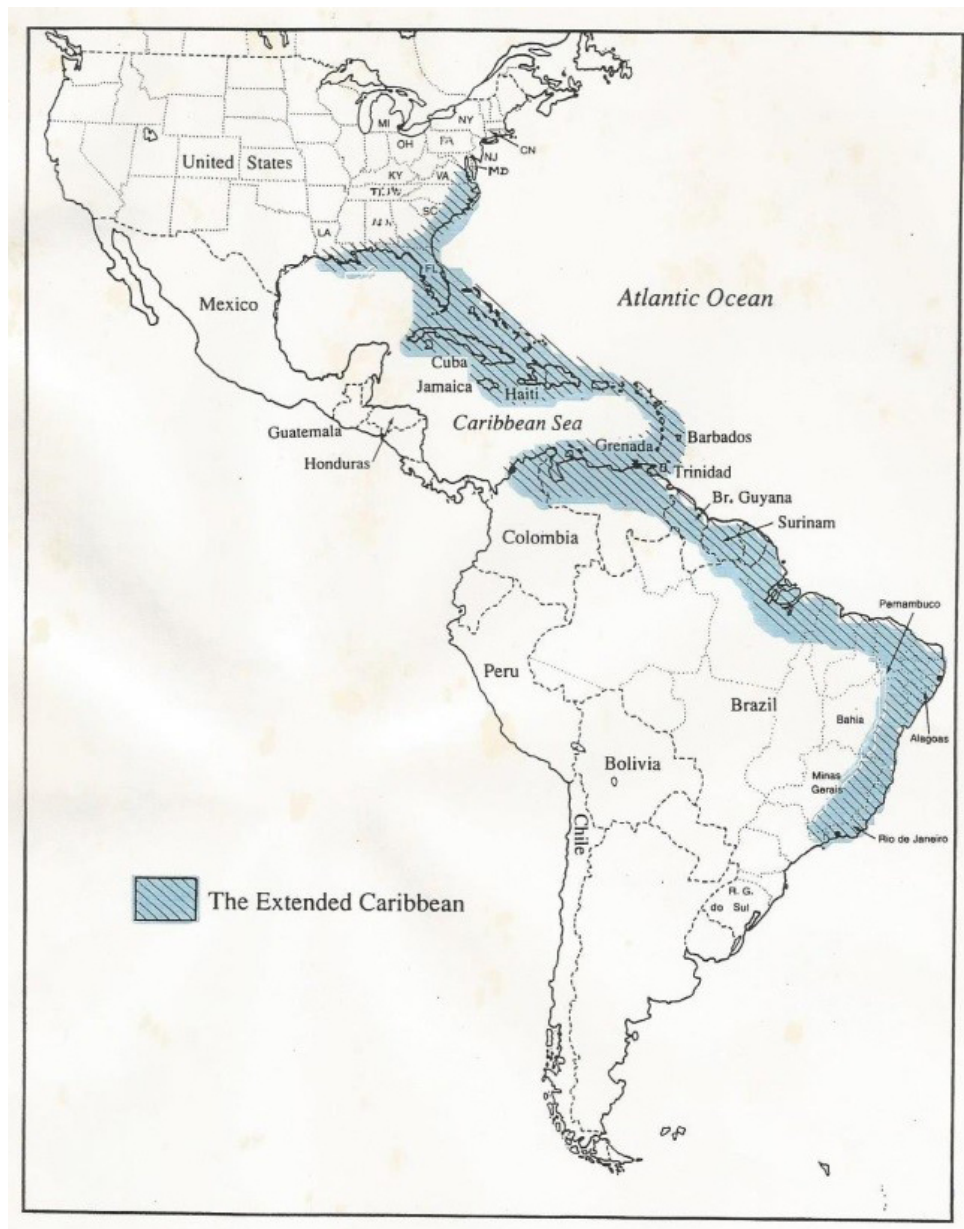 MI
NY
OH
PA
CN
NJ
MD
United States
KY
VA
SC
LA
FL
Mexico
Atlantic Ocean
Cuba
Jamaica
Haiti
Caribbean Sea
Guatemala
Grenada
Barbados
Honduras
Trinidad
Br. Guyana
Surinam
Colombia
Pernambuco
Peru
Brazil
Bahia
Alagoas
Bolivia
Minas
Gerais
Chile
Rio de Janeiro
R. G.
do Sul
The Extended Caribbean